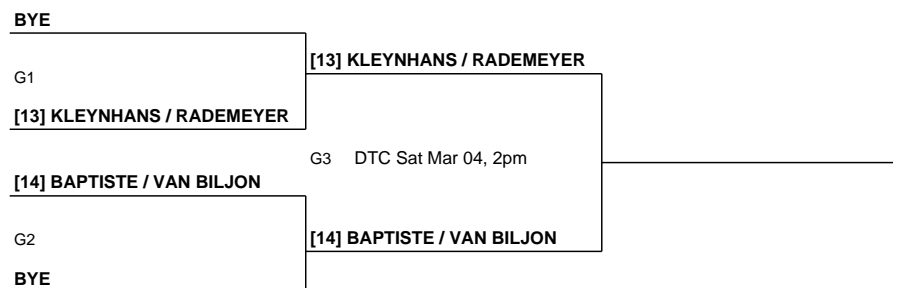 BYE
[13] KLEYNHANS / RADEMEYER
G1
[13] KLEYNHANS / RADEMEYER
G3 DTC Sat Mar 04, 2pm
[14] BAPTISTE / VAN BILJON
G2
[14] BAPTISTE / VAN BILJON
BYE